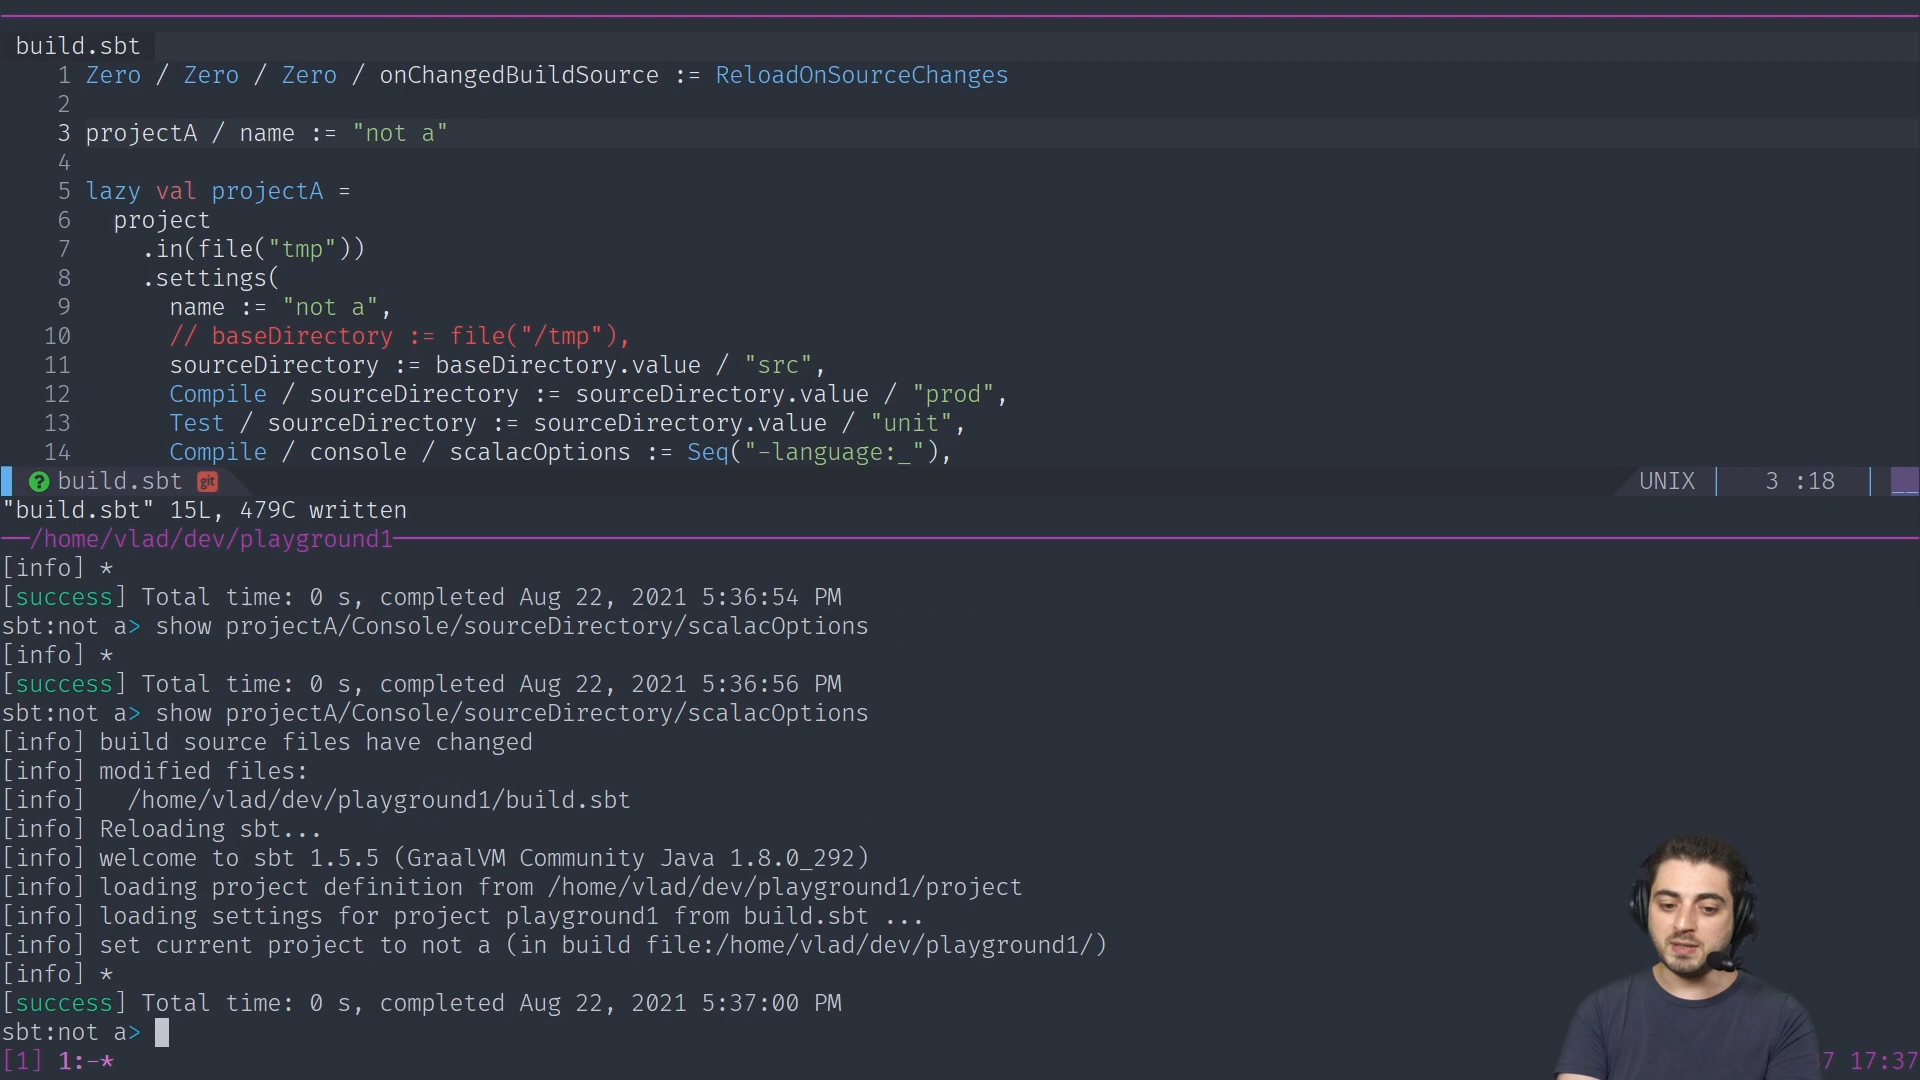 build.sbt
1 Zero / Zero / Zero / onChangedBuildSource := ReloadOnSourceChanges
2
3 projectA / name := "not a"
4
5 lazy val projectA =
6   project
7     .in(file("tmp"))
8     .settings(
9       name := "not a",
10       // baseDirectory := file("/tmp"),
11       sourceDirectory := baseDirectory.value / "src",
12       Compile / sourceDirectory := sourceDirectory.value / "prod",
13       Test / sourceDirectory := sourceDirectory.value / "unit",
14       Compile / console / scalacOptions := Seq("-language:_"),
? build.sbt git UNIX 3 :18
"build.sbt" 15L, 479C written
/home/vlad/dev/playground1
[info] *
[success] Total time: 0 s, completed Aug 22, 2021 5:36:54 PM
sbt:not a> show projectA/Console/sourceDirectory/scalacOptions
[info] *
[success] Total time: 0 s, completed Aug 22, 2021 5:36:56 PM
sbt:not a> show projectA/Console/sourceDirectory/scalacOptions
[info] build source files have changed
[info] modified files:
[info]   /home/vlad/dev/playground1/build.sbt
[info] Reloading sbt...
[info] welcome to sbt 1.5.5 (GraalVM Community Java 1.8.0_292)
[info] loading project definition from /home/vlad/dev/playground1/project
[info] loading settings for project playground1 from build.sbt ...
[info] set current project to not a (in build file:/home/vlad/dev/playground1/)
[info] *
[success] Total time: 0 s, completed Aug 22, 2021 5:37:00 PM
sbt:not a>
[1] 1:-* 7 17:37